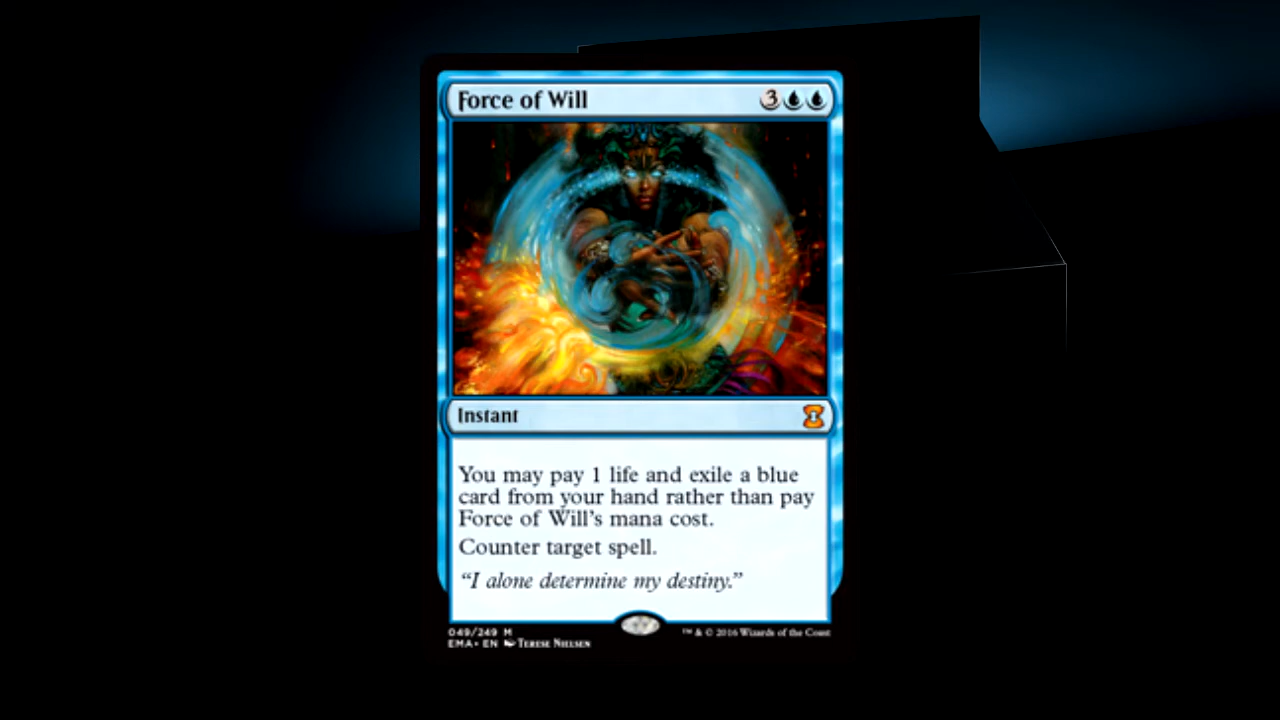 Force of Will 3
Instant
You may pay 1 life and exile a blue
card from your hand rather than pay
Force of Will's mana cost.
Counter target spell.
“I alone determine my destiny.”
049/249 M
EMA • EN Terese Nielsen
™ & © 2016 Wizards of the Coast